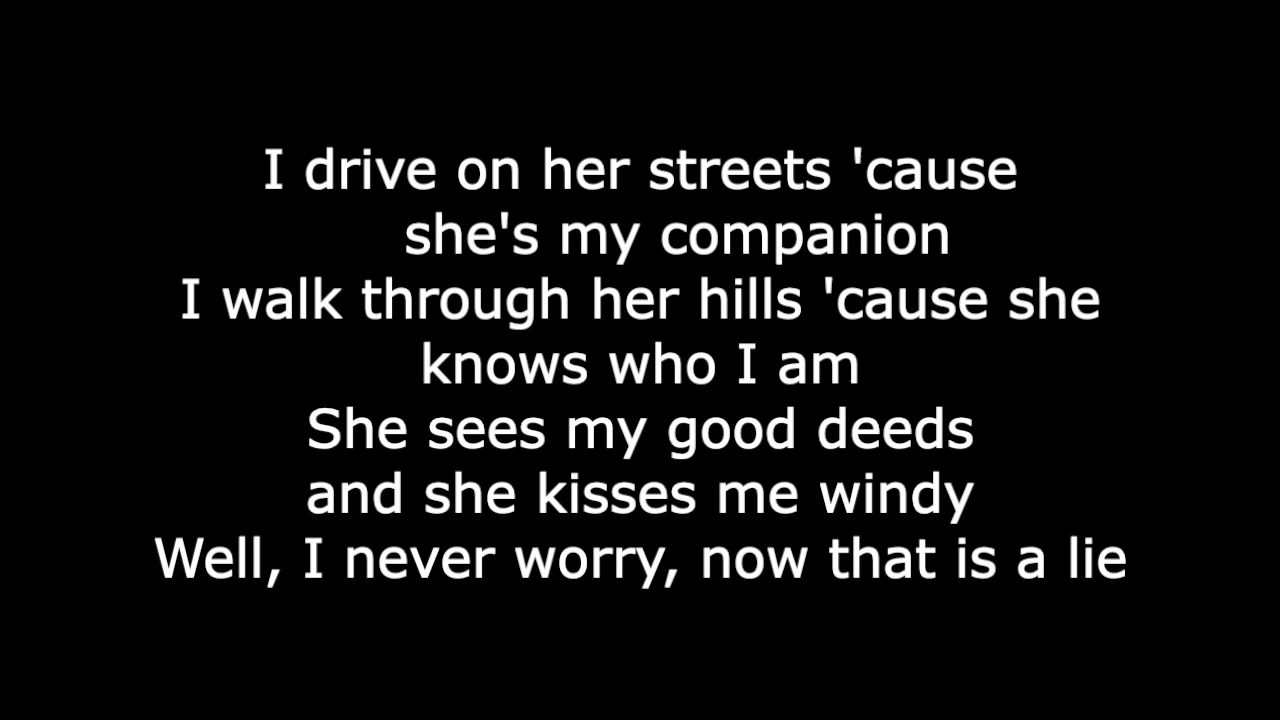 I drive on her streets 'cause
she's my companion
I walk through her hills 'cause she
knows who I am
She sees my good deeds
and she kisses me windy
Well, I never worry, now that is a lie